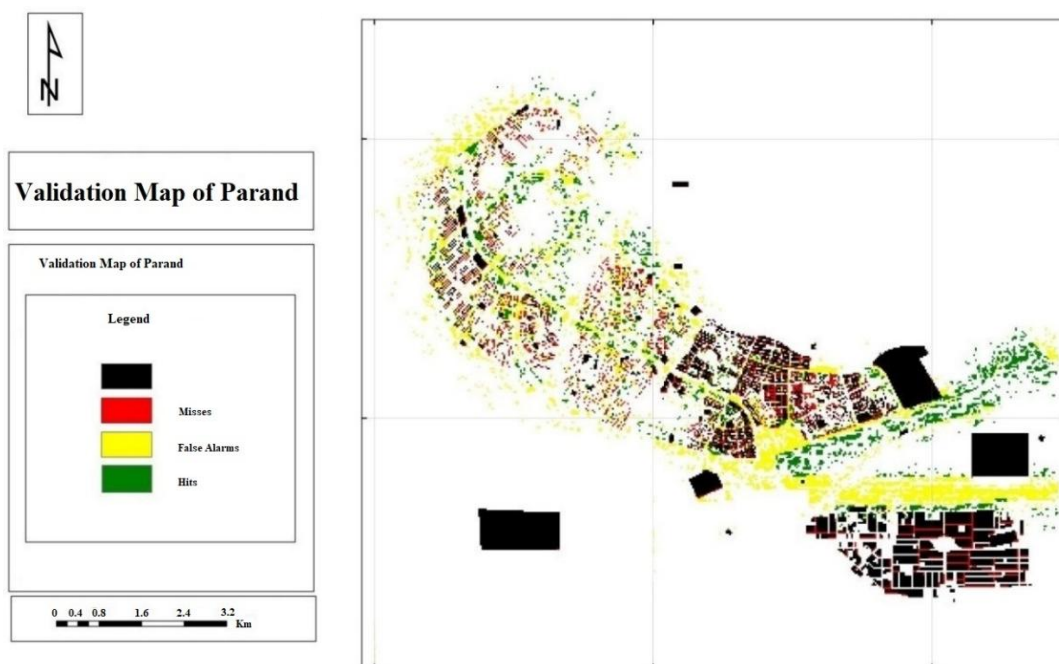 N
Validation Map of Parand
Validation Map of Parand
Legend
Misses
False Alarms
Hits
0 0.4 0.8 1.6 2.4 3.2
Km